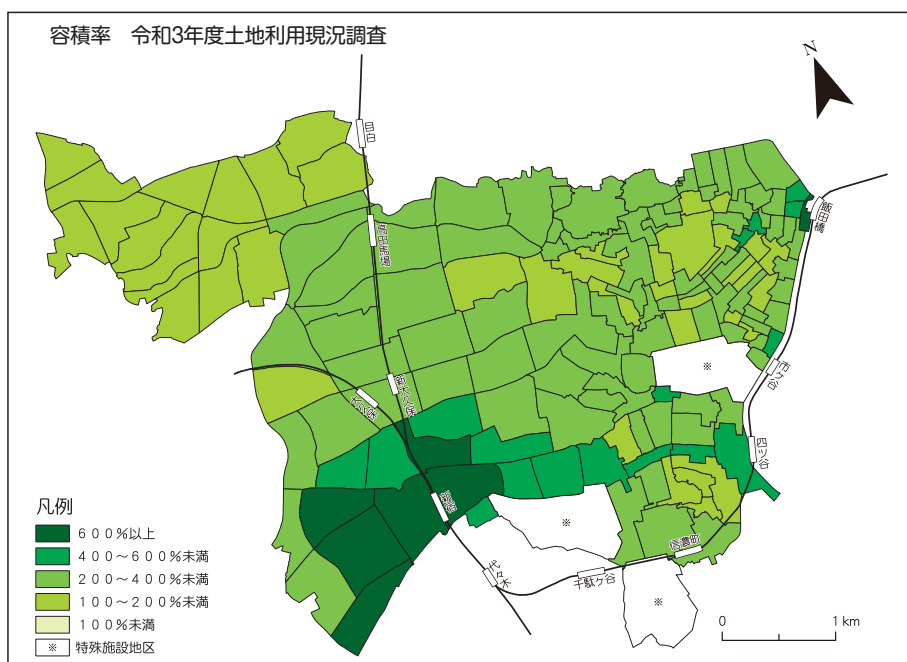 容積率　令和3年度土地利用現況調査
N
目白
高田馬場
飯田橋
新大久保
大久保
市ヶ谷
四ツ谷
新宿
信濃町
代々木
千駄ケ谷
※
※
※
凡例
６００％以上
４００～６００％未満
２００～４００％未満
１００～２００％未満
１００％未満
※ 特殊施設地区
0 1 km